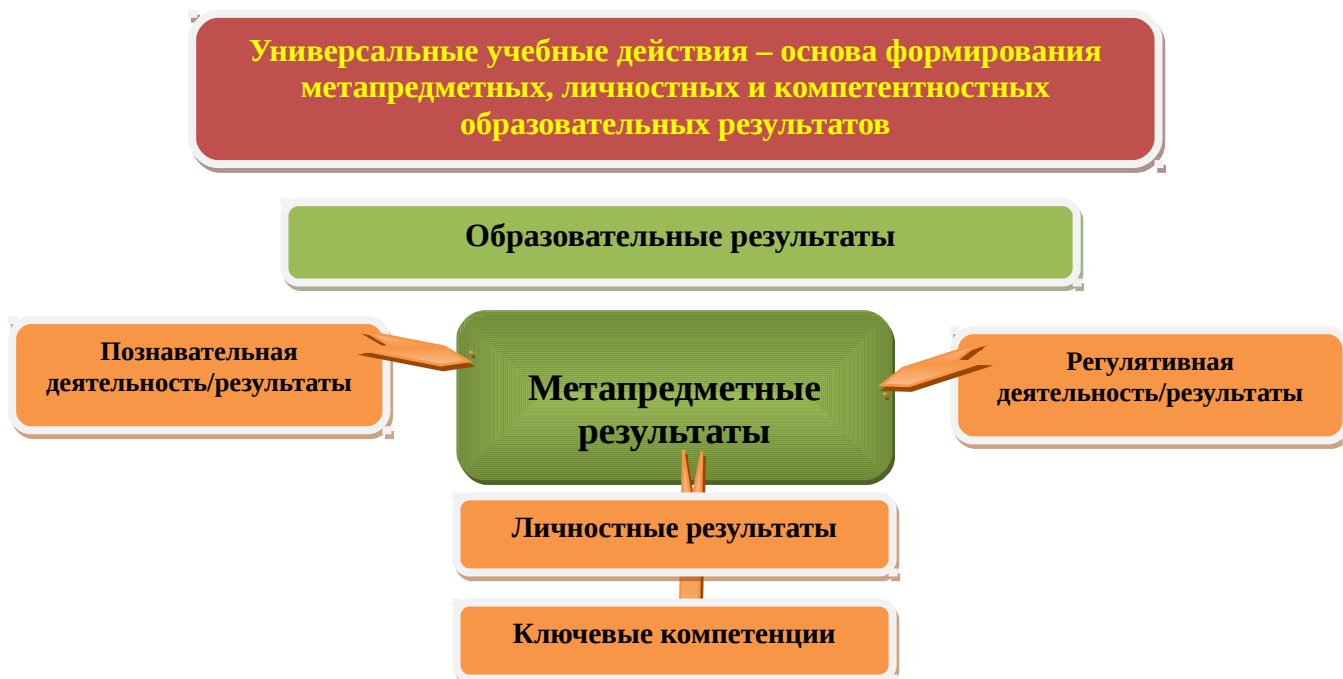 Универсальные учебные действия – основа формирования
метапредметных, личностных и компетентностных
образовательных результатов
Образовательные результаты
Познавательная
деятельность/результаты
Метапредметные
результаты
Регулятивная
деятельность/результаты
Личностные результаты
Ключевые компетенции